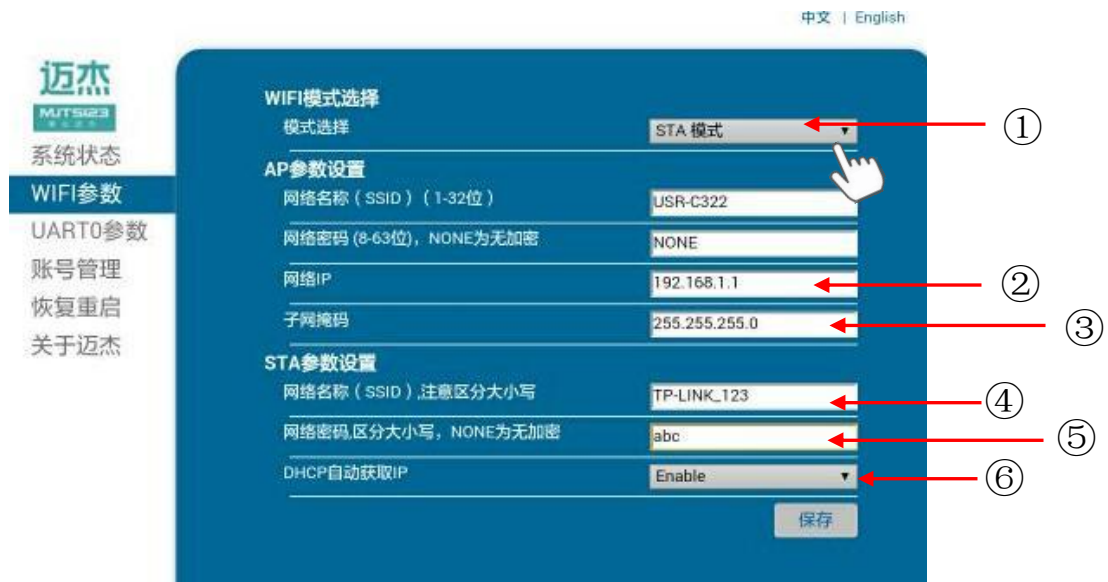 中文 | English
迈杰
MJTS123
系统状态
WIFI参数
UART0参数
账号管理
恢复重启
关于迈杰
WIFI模式选择
模式选择 STA 模式 ①
AP参数设置
网络名称（SSID）（1-32位） USR-C322
网络密码 (8-63位)，NONE为无加密 NONE
网络IP 192.168.1.1 ②
子网掩码 255.255.255.0 ③
STA参数设置
网络名称（SSID）,注意区分大小写 TP-LINK_123 ④
网络密码,区分大小写，NONE为无加密 abc ⑤
DHCP自动获取IP Enable ⑥
保存